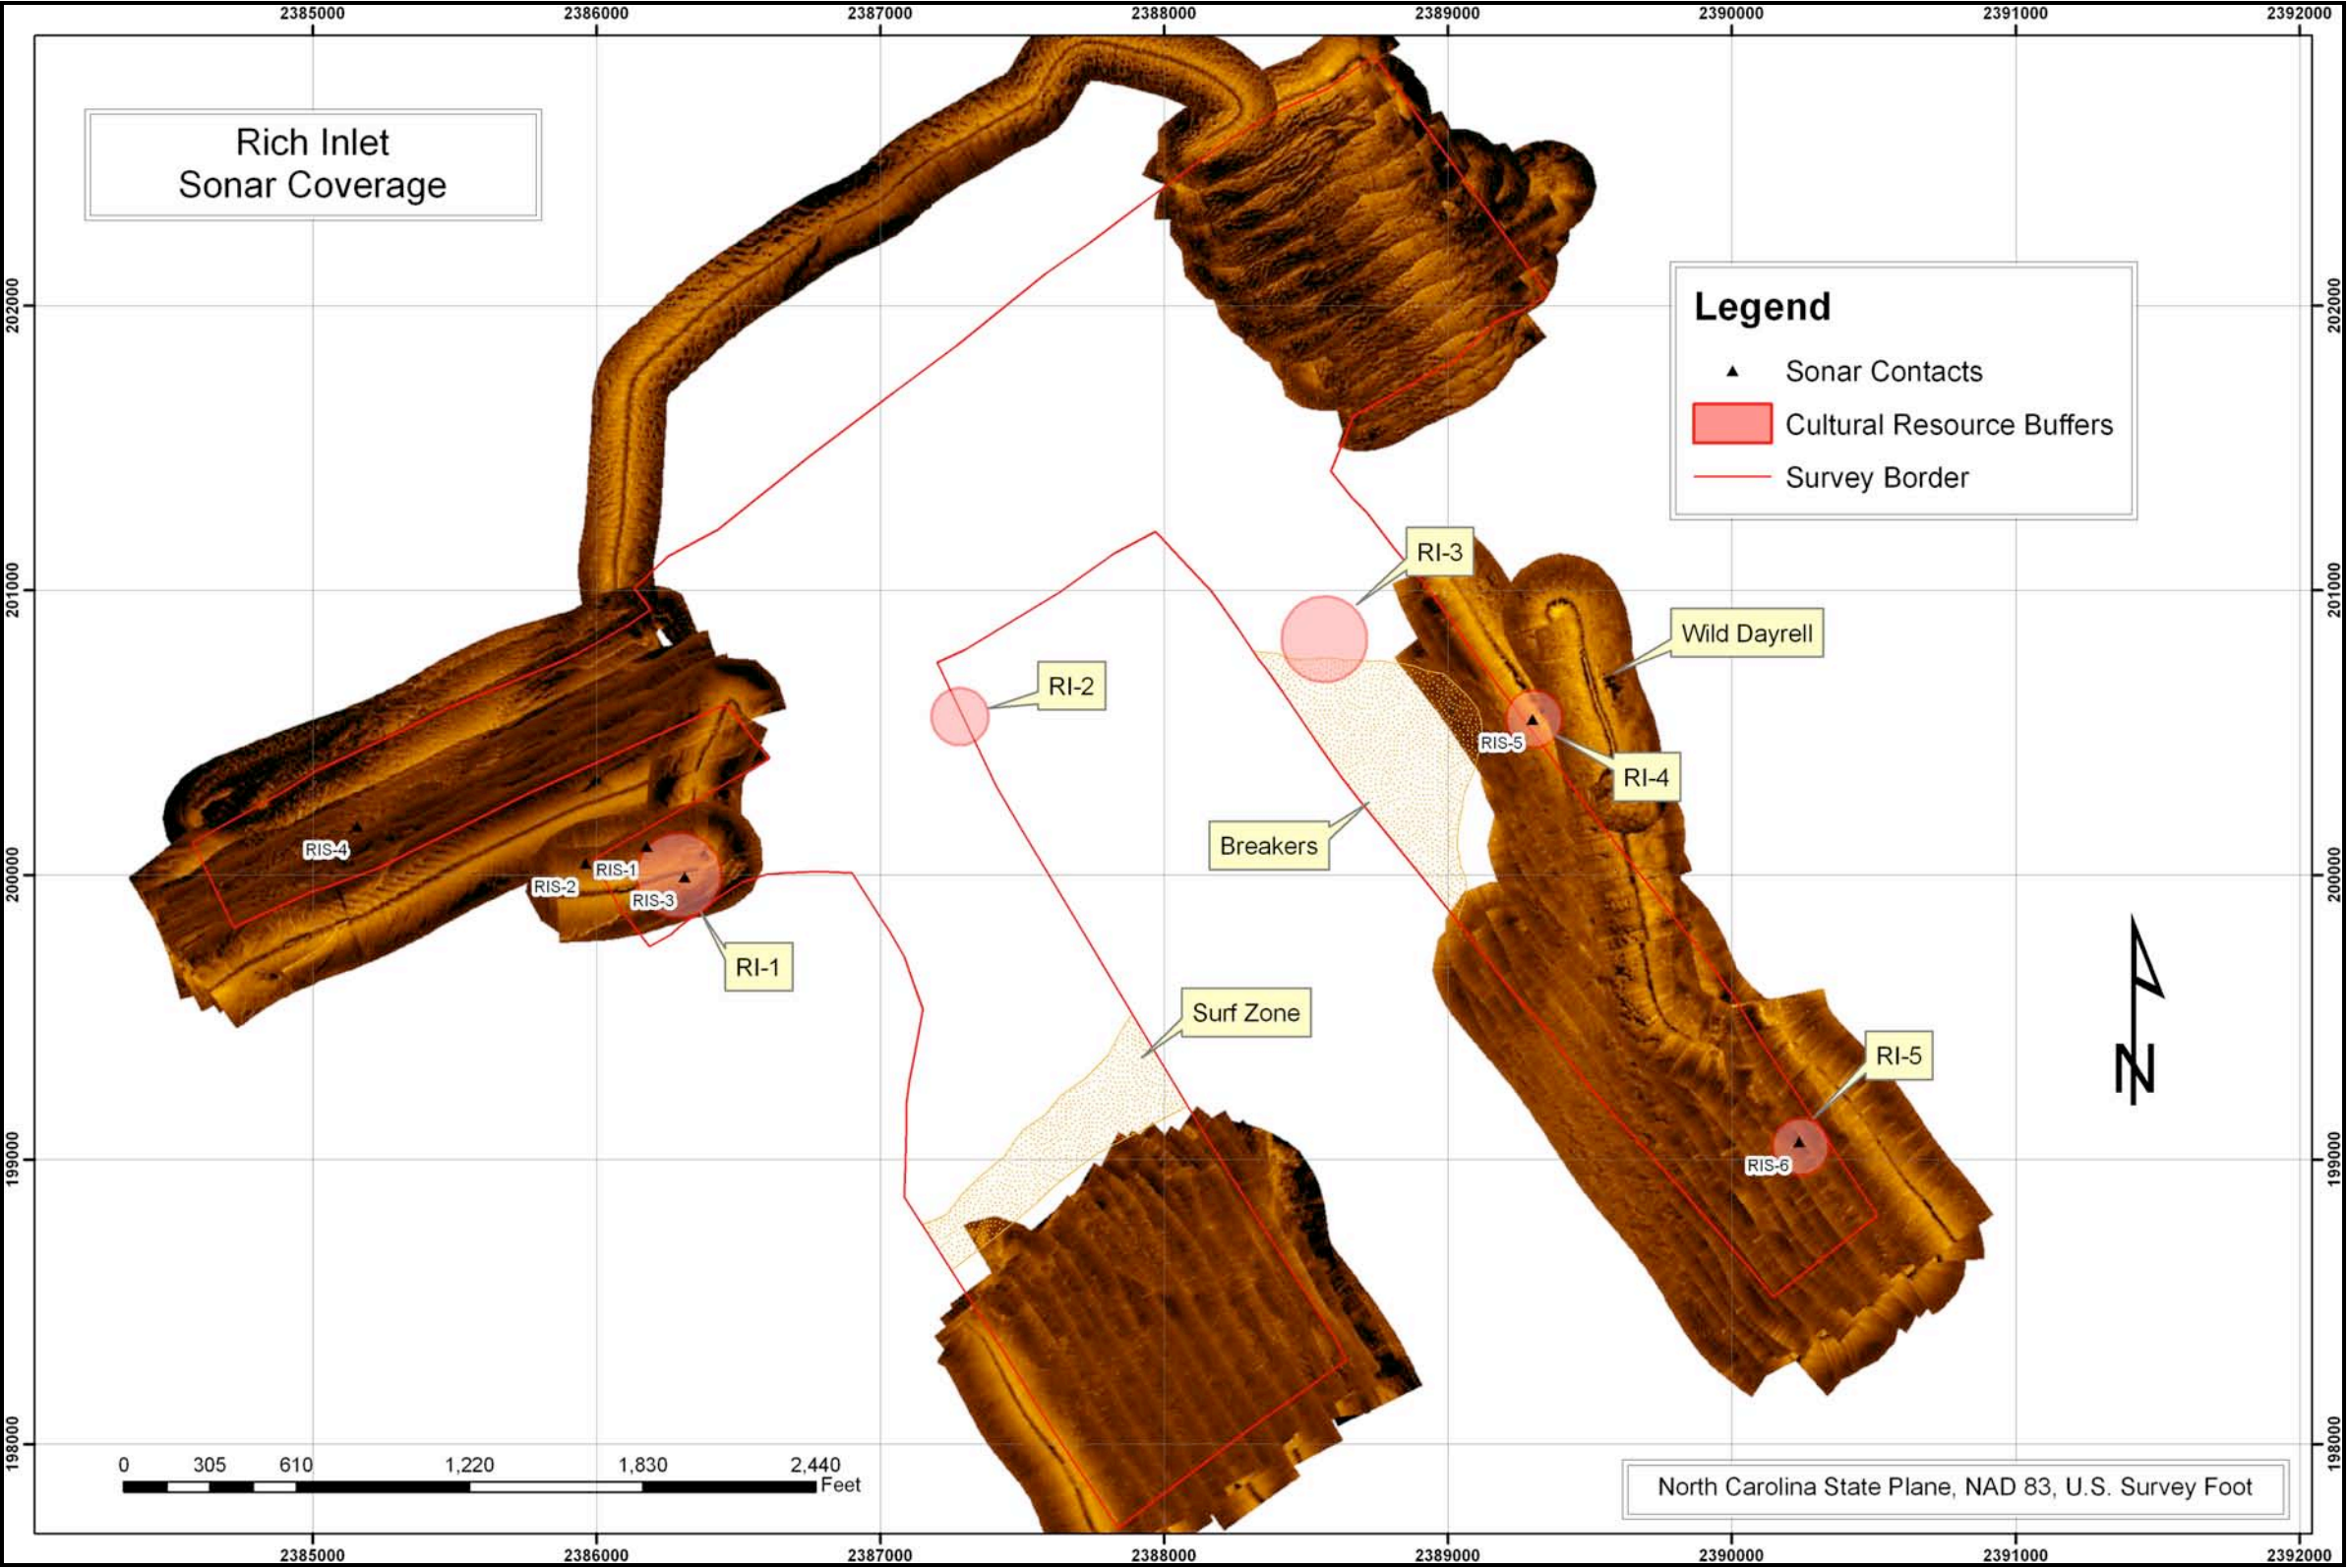 2385000 2386000 2387000 2388000 2389000 2390000 2391000 2392000
Rich Inlet
Sonar Coverage
Legend
Sonar Contacts
Cultural Resource Buffers
Survey Border
202000
202000
RI-3
201000
201000
Wild Dayrell
RI-2
RIS-5
RI-4
Breakers
RIS-4
RIS-1
RIS-2
RIS-3
200000
200000
RI-1
Surf Zone
RI-5
RIS-6
199000
199000
198000
198000
0 305 610 1,220 1,830 2,440
Feet
N
North Carolina State Plane, NAD 83, U.S. Survey Foot
2385000 2386000 2387000 2388000 2389000 2390000 2391000 2392000